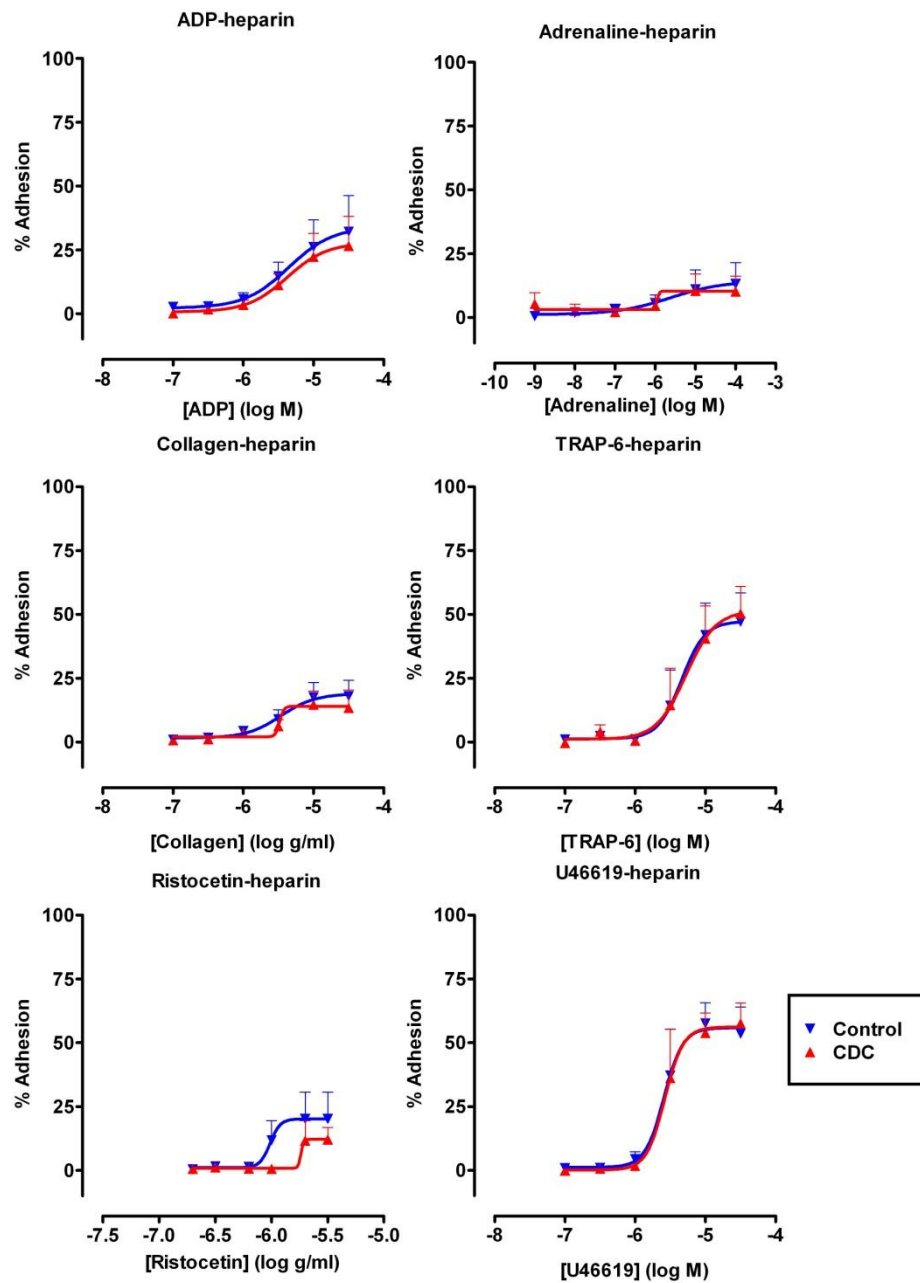 ADP-heparin
100
75
50
25
0
% Adhesion
-8 -7 -6 -5 -4
[ADP] (log M)
Adrenaline-heparin
100
75
50
25
0
% Adhesion
-10 -9 -8 -7 -6 -5 -4 -3
[Adrenaline] (log M)
Collagen-heparin
100
75
50
25
0
% Adhesion
-8 -7 -6 -5 -4
[Collagen] (log g/ml)
TRAP-6-heparin
100
75
50
25
0
% Adhesion
-8 -7 -6 -5 -4
[TRAP-6] (log M)
Ristocetin-heparin
100
75
50
25
0
% Adhesion
-7.5 -7.0 -6.5 -6.0 -5.5 -5.0
[Ristocetin] (log g/ml)
U46619-heparin
100
75
50
25
0
% Adhesion
-8 -7 -6 -5 -4
[U46619] (log M)
Control
CDC